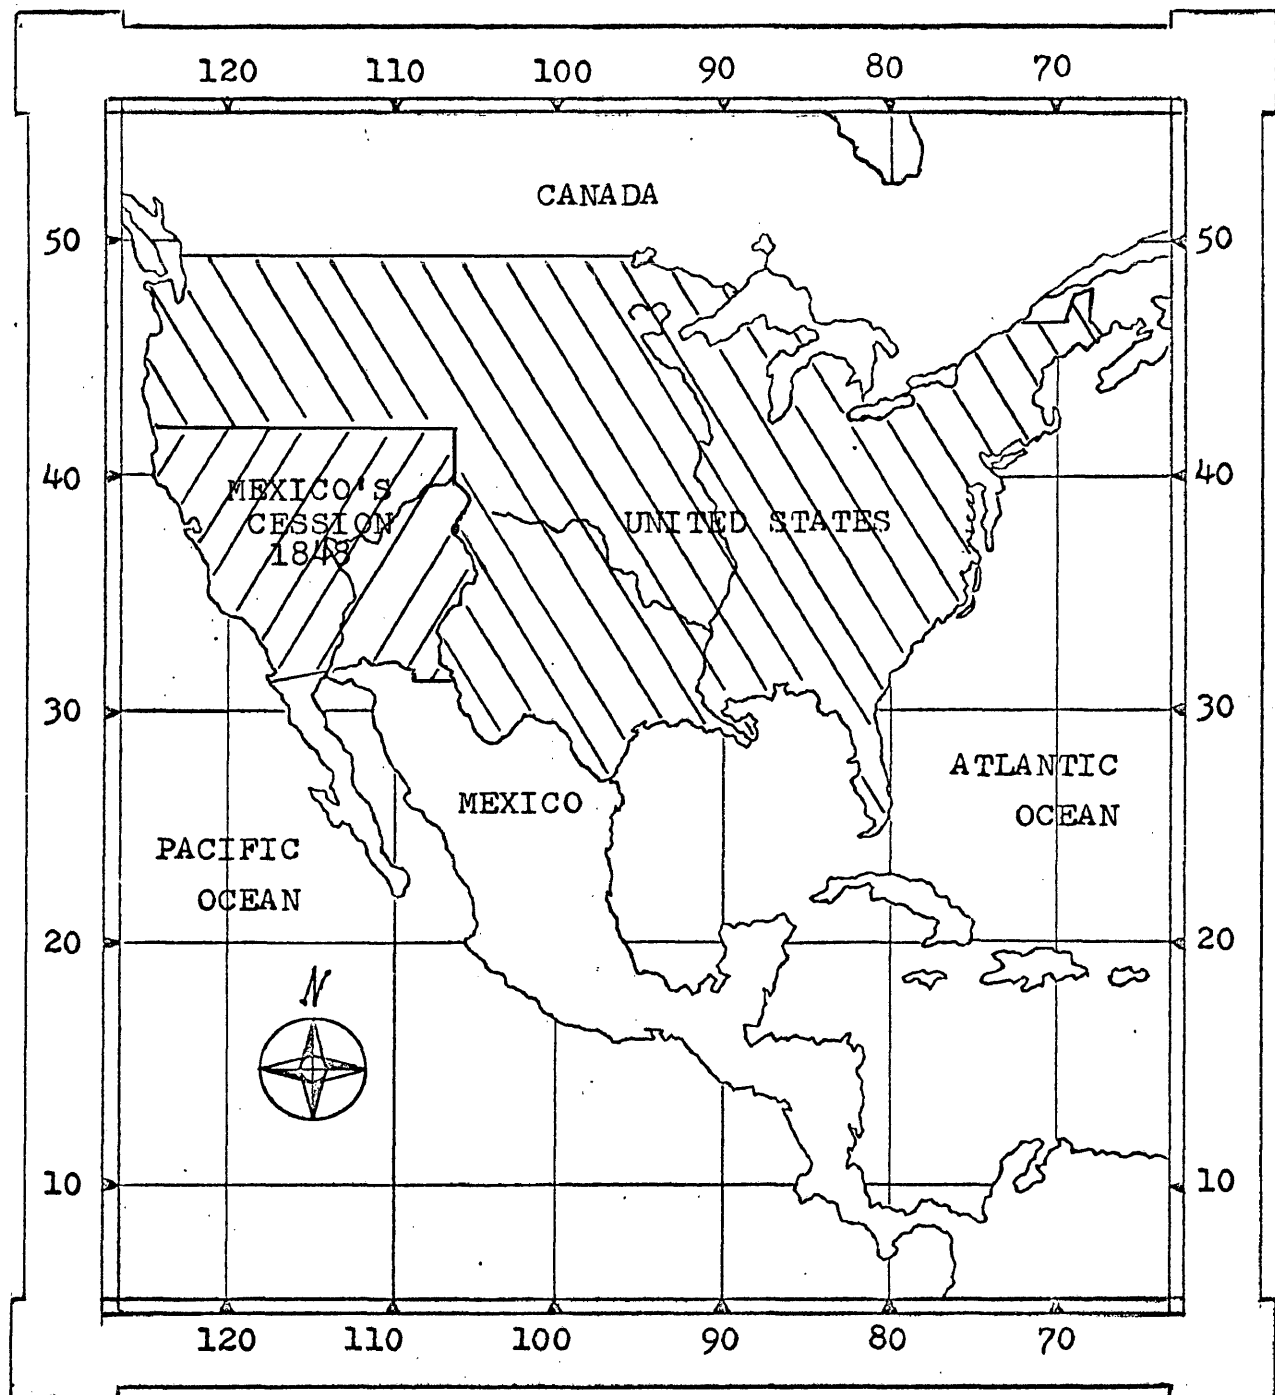 120 110 100 90 80 70
CANADA
50 50
40 40
MEXICO'S
CESSION
1848
UNITED STATES
30 30
ATLANTIC
OCEAN
MEXICO
PACIFIC
OCEAN
20 20
N
10 10
120 110 100 90 80 70